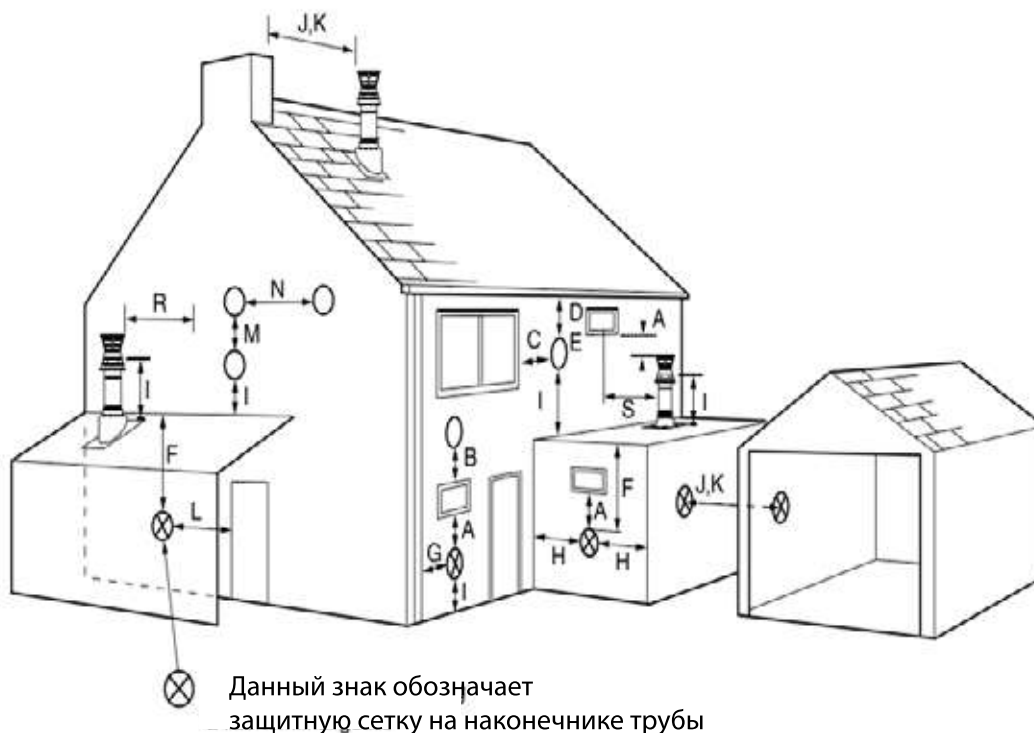 J,K
R
N
M
I
I
F
L
D
A
C
E
I
S
I
B
F
J,K
A
A
G
H
H
I
Данный знак обозначает
защитную сетку на наконечнике трубы